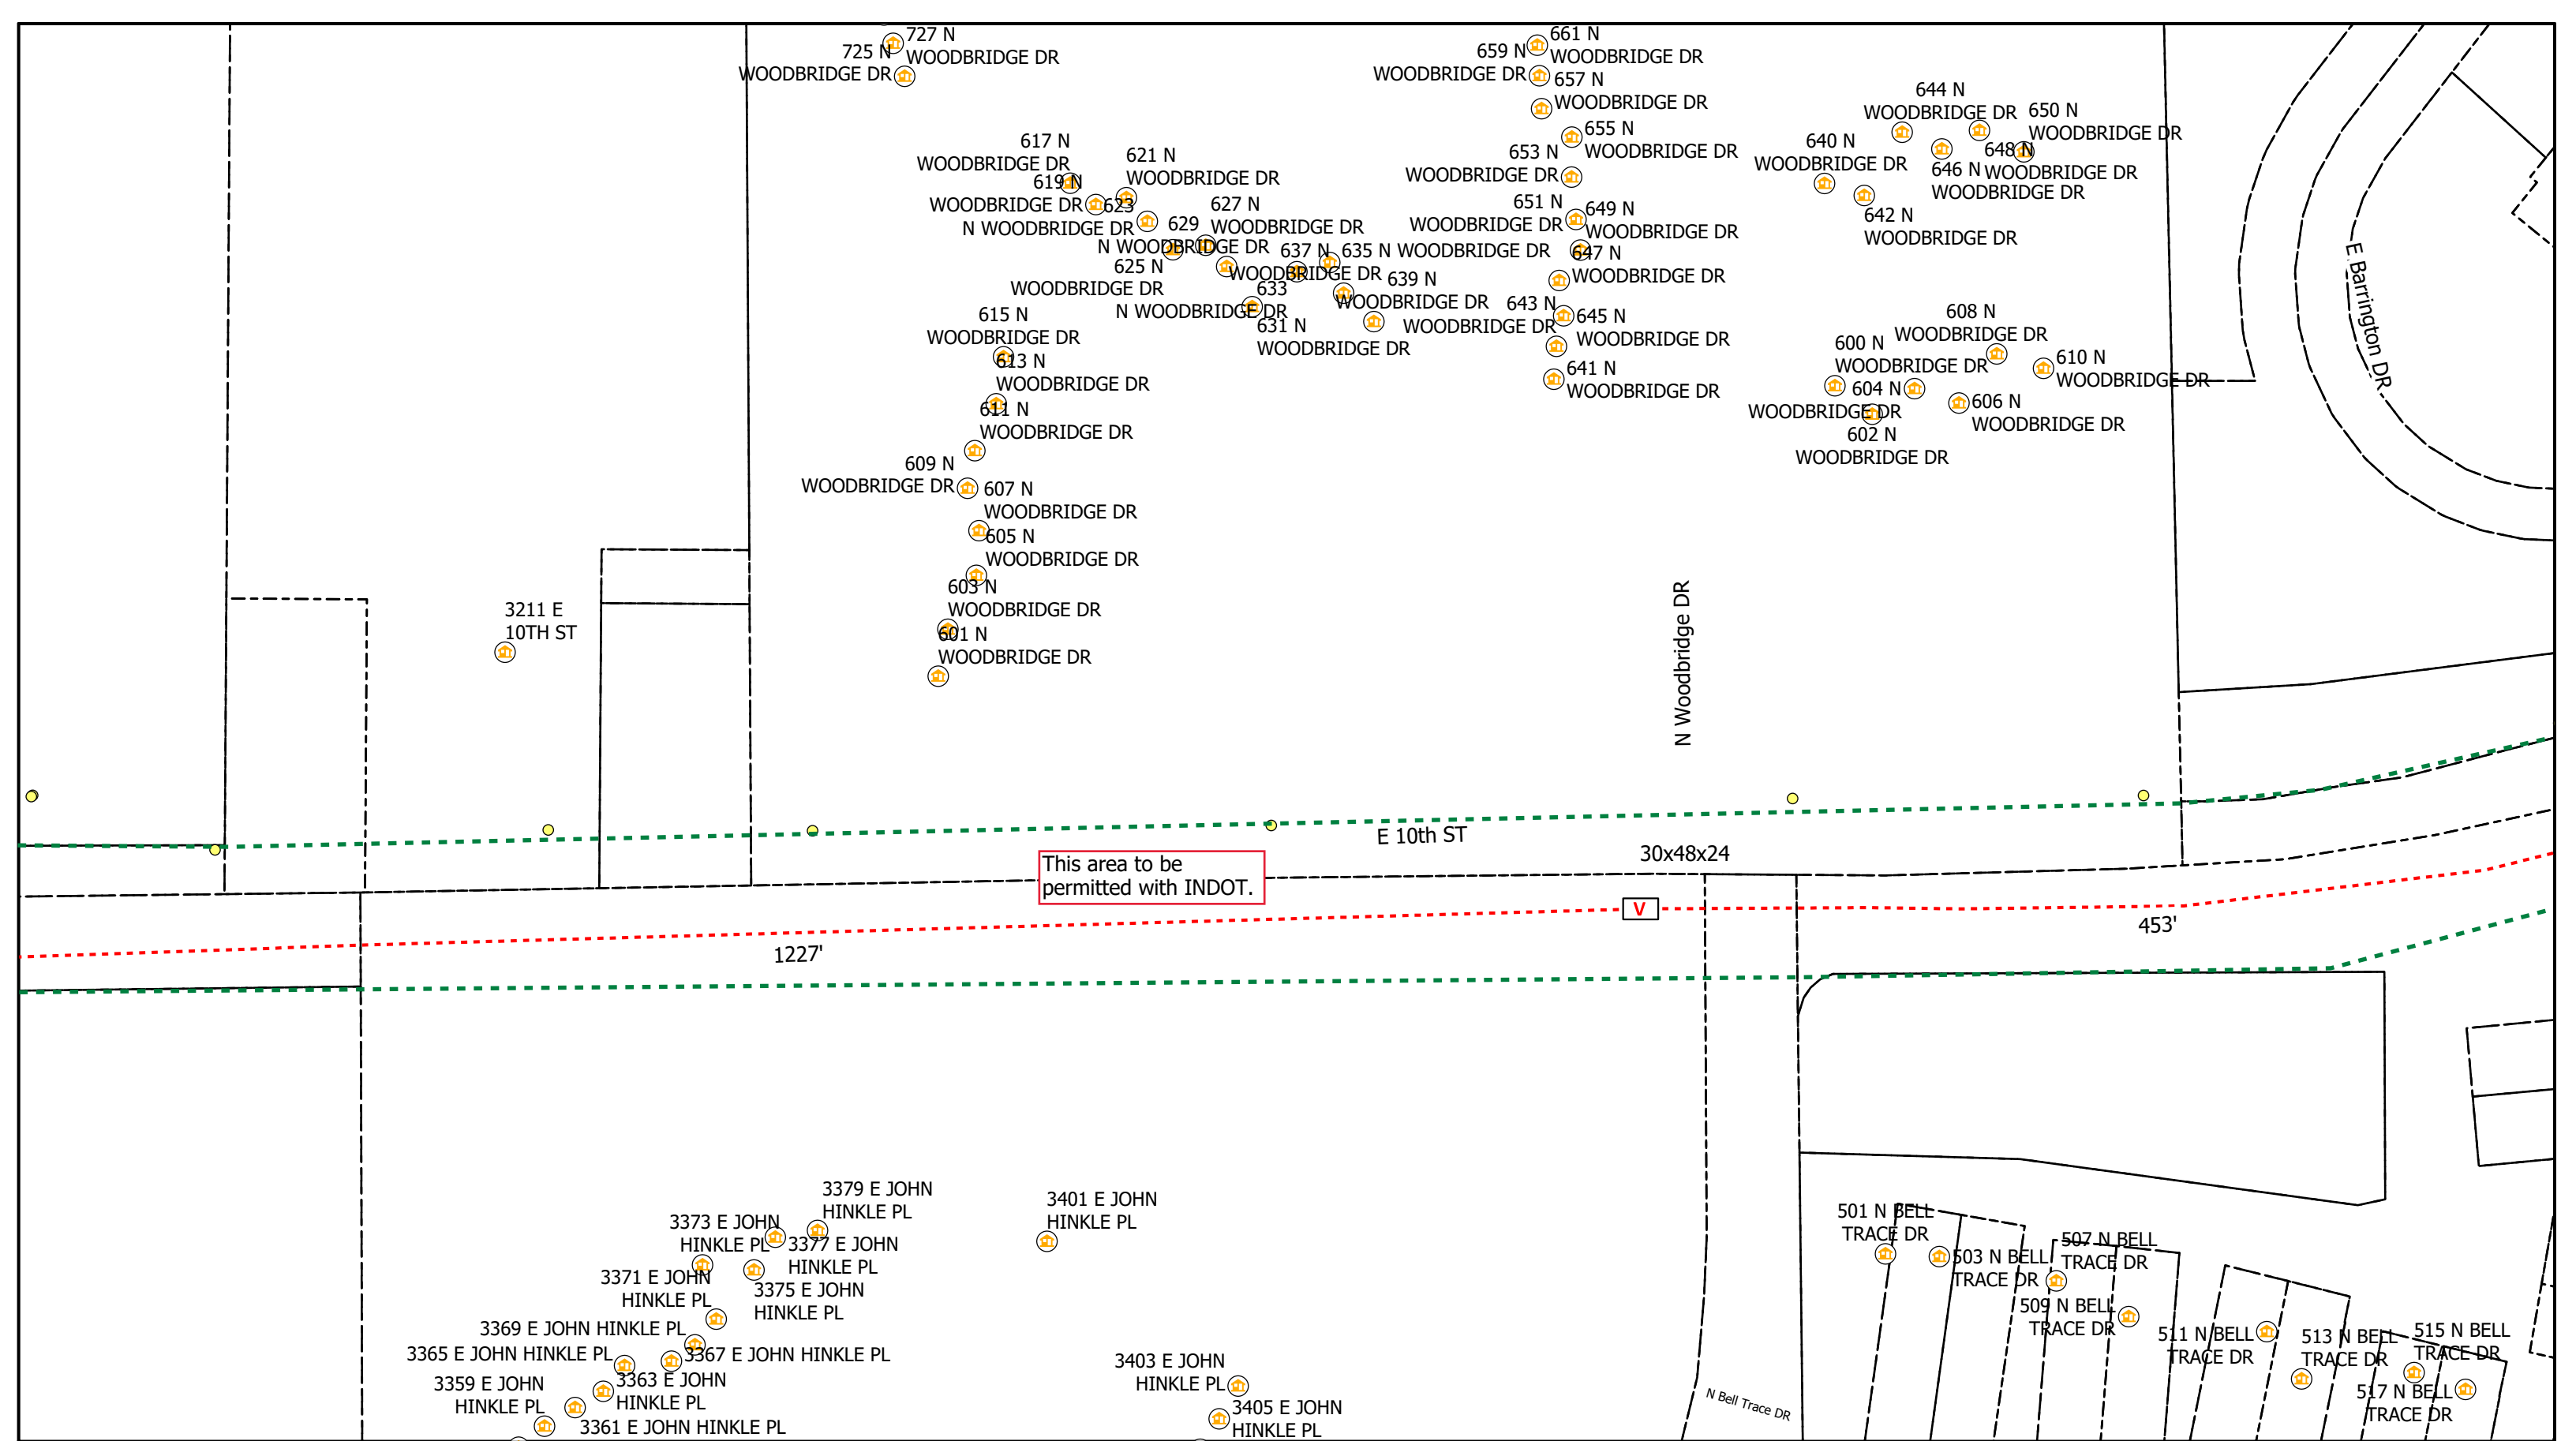 727 N
WOODBRIDGE DR
725 N
WOODBRIDGE DR
661 N
WOODBRIDGE DR
659 N
WOODBRIDGE DR
657 N
WOODBRIDGE DR
655 N
WOODBRIDGE DR
653 N
WOODBRIDGE DR
651 N
WOODBRIDGE DR
649 N
WOODBRIDGE DR
647 N
WOODBRIDGE DR
643 N
WOODBRIDGE DR
645 N
WOODBRIDGE DR
641 N
WOODBRIDGE DR
644 N
WOODBRIDGE DR
650 N
WOODBRIDGE DR
640 N
WOODBRIDGE DR
648 N
WOODBRIDGE DR
646 N
WOODBRIDGE DR
642 N
WOODBRIDGE DR
617 N
WOODBRIDGE DR
621 N
WOODBRIDGE DR
619 N
WOODBRIDGE DR
623
N WOODBRIDGE DR
627 N
WOODBRIDGE DR
629
N WOODBRIDGE DR
625 N
WOODBRIDGE DR
637 N
WOODBRIDGE DR
635 N WOODBRIDGE DR
639 N
WOODBRIDGE DR
633
N WOODBRIDGE DR
631 N
WOODBRIDGE DR
615 N
WOODBRIDGE DR
613 N
WOODBRIDGE DR
611 N
WOODBRIDGE DR
609 N
WOODBRIDGE DR
607 N
WOODBRIDGE DR
605 N
WOODBRIDGE DR
603 N
WOODBRIDGE DR
601 N
WOODBRIDGE DR
608 N
WOODBRIDGE DR
600 N
WOODBRIDGE DR
610 N
WOODBRIDGE DR
604 N
WOODBRIDGE DR
606 N
WOODBRIDGE DR
602 N
WOODBRIDGE DR
E Barrington DR
3211 E
10TH ST
N Woodbridge DR
E 10th ST
30x48x24
This area to be
permitted with INDOT.
V
1227'
453'
3379 E JOHN
HINKLE PL
3373 E JOHN
HINKLE PL
3377 E JOHN
HINKLE PL
3371 E JOHN
HINKLE PL
3375 E JOHN
HINKLE PL
3369 E JOHN HINKLE PL
3365 E JOHN HINKLE PL
3367 E JOHN HINKLE PL
3359 E JOHN
HINKLE PL
3363 E JOHN
HINKLE PL
3361 E JOHN HINKLE PL
3401 E JOHN
HINKLE PL
3403 E JOHN
HINKLE PL
3405 E JOHN
HINKLE PL
N Bell Trace DR
501 N BELL
TRACE DR
503 N BELL
TRACE DR
507 N BELL
TRACE DR
509 N BELL
TRACE DR
511 N BELL
TRACE DR
513 N BELL
TRACE DR
515 N BELL
TRACE DR
517 N BELL
TRACE DR